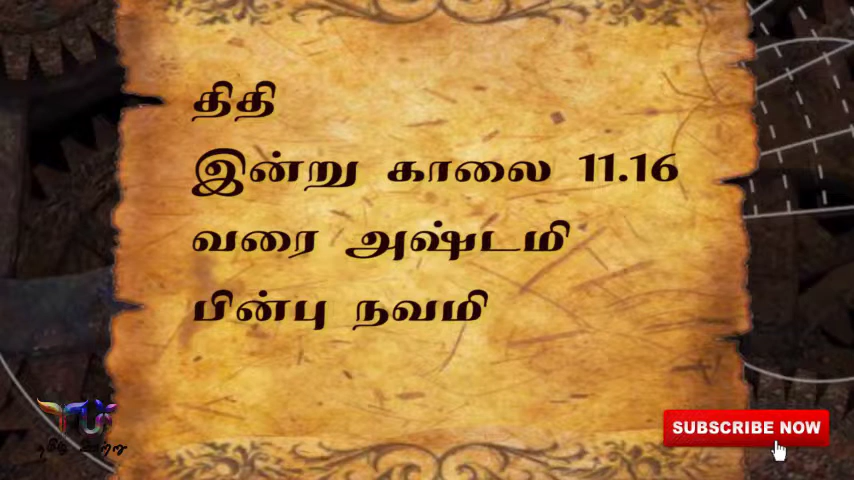 திதி
இன்று காலை 11.16
வரை அஷ்டமி
பின்பு நவமி
SUBSCRIBE NOW